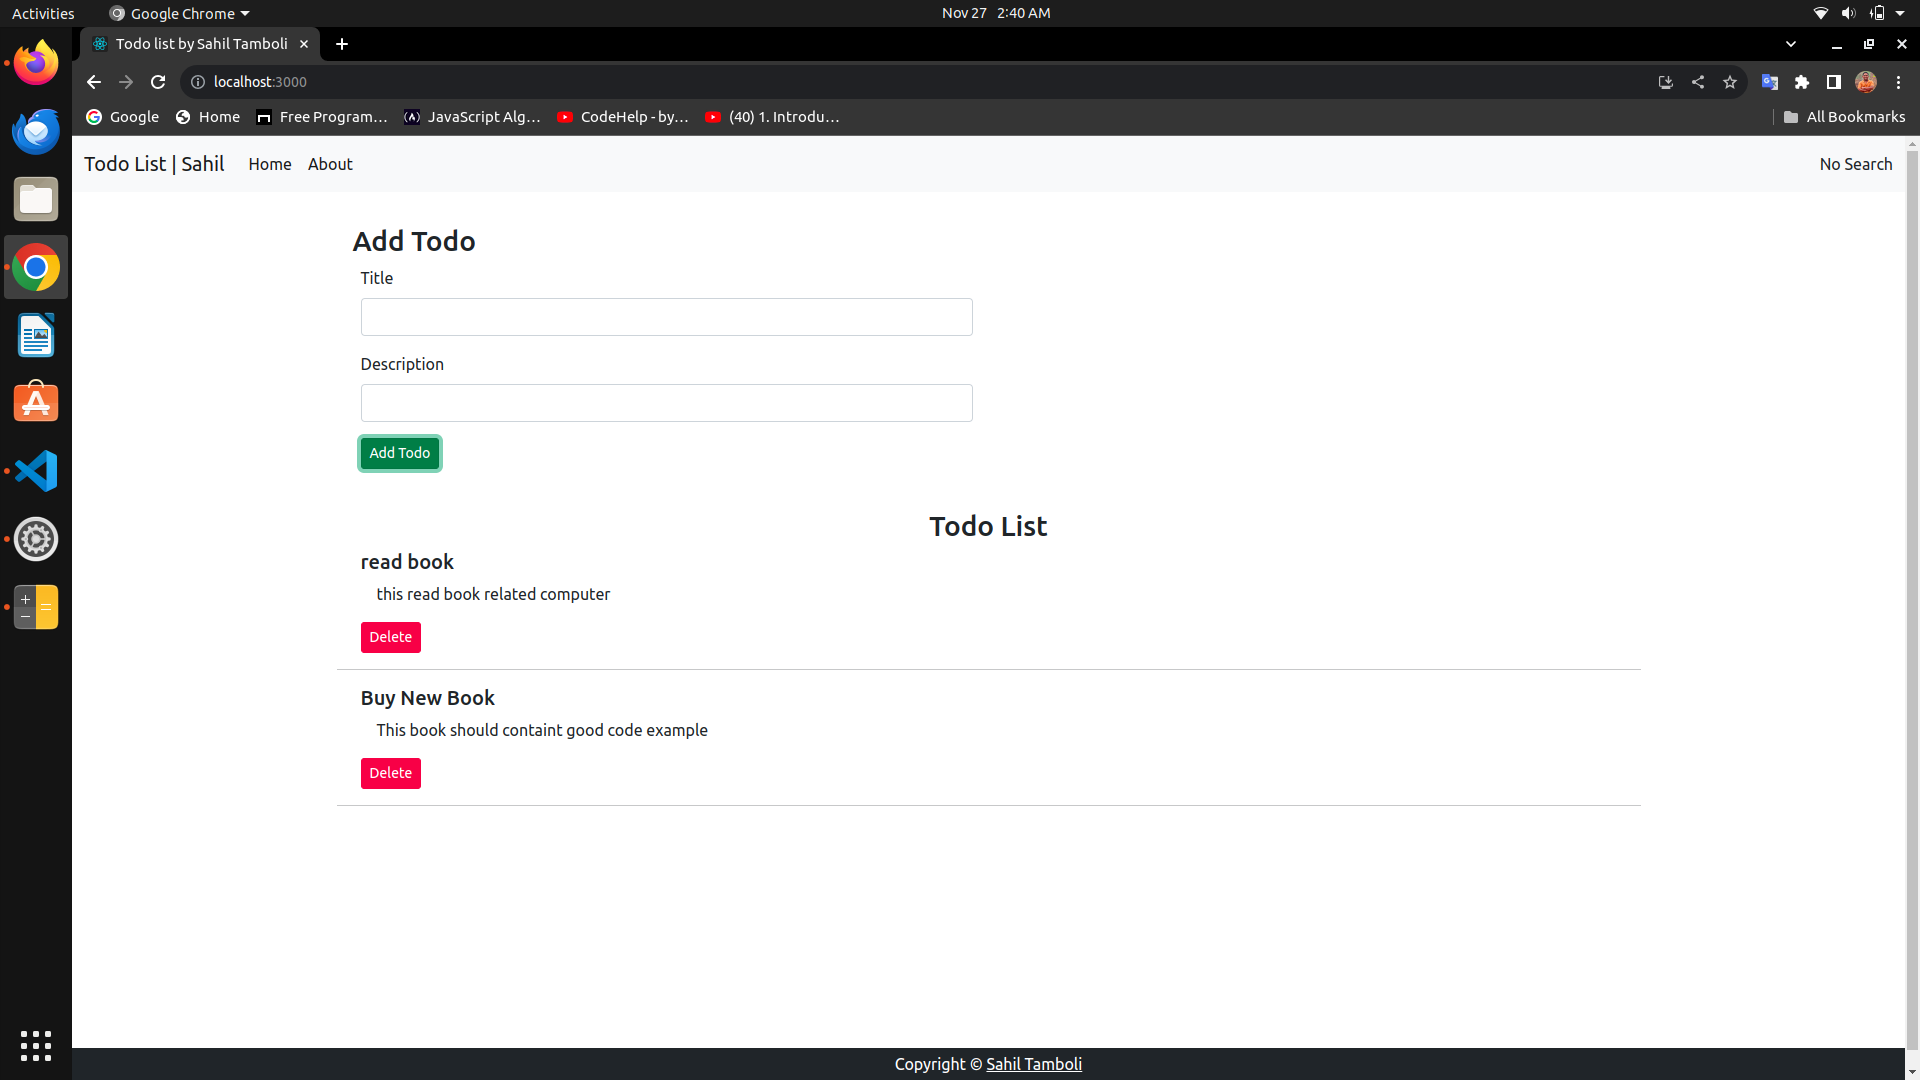 Activities Google Chrome Nov 27 2:40 AM
Todo list by Sahil Tamboli
localhost:3000
Google Home Free Program… JavaScript Alg… CodeHelp - by… (40) 1. Introdu… All Bookmarks
Todo List | Sahil Home About No Search
Add Todo
Title
Description
Add Todo
Todo List
read book
this read book related computer
Delete
Buy New Book
This book should containt good code example
Delete
Copyright © Sahil Tamboli